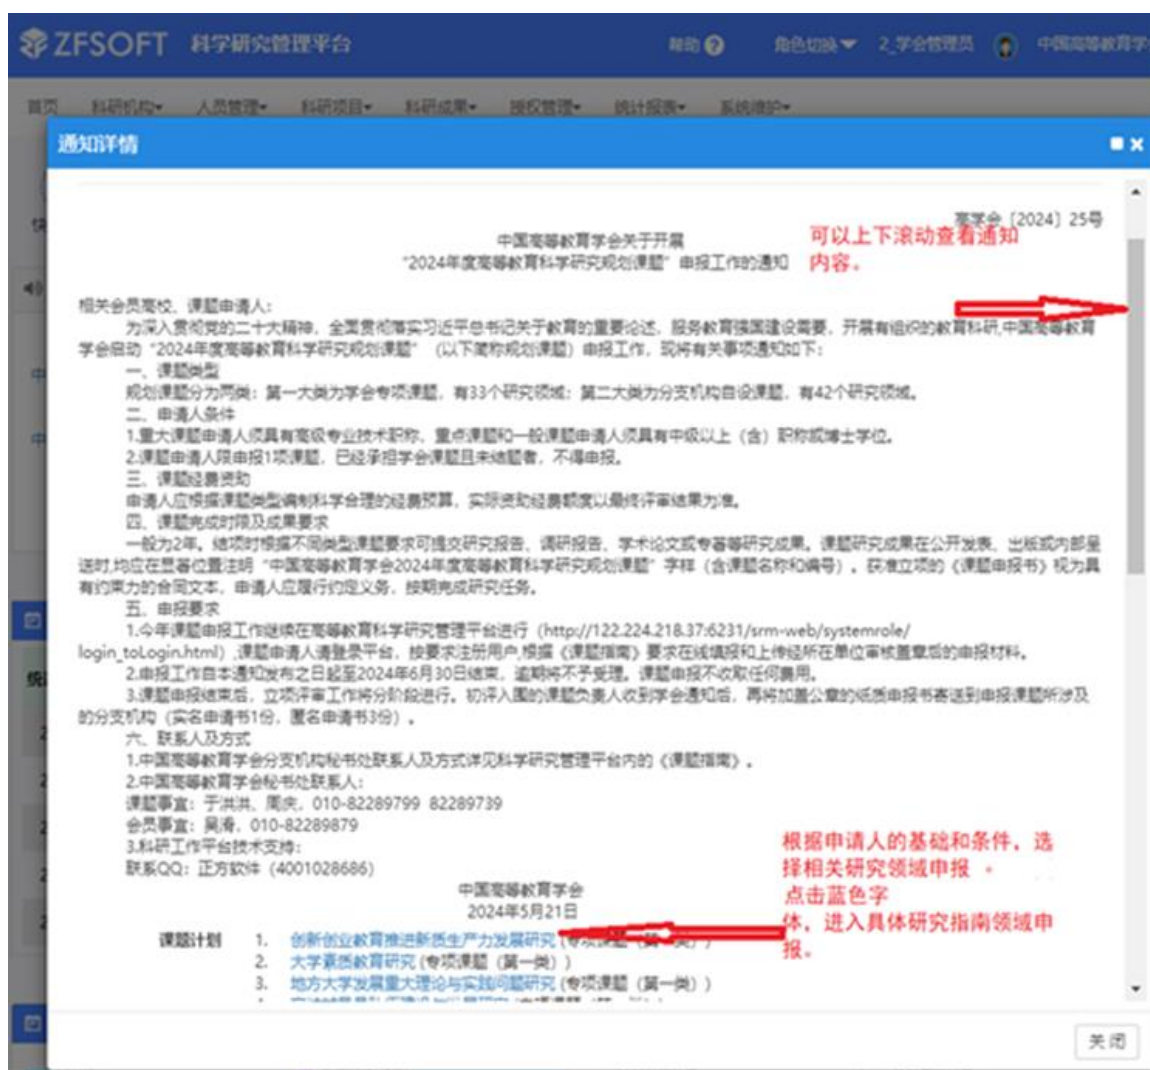 ZFSOFT 科学研究管理平台 帮助 角色切换 2_学会管理员 中国高等教育学
首页 科研机构 人员管理 科研项目 科研成果 授权管理 统计报表 系统维护
通知详情
高学会〔2024〕25号
中国高等教育学会关于开展
“2024年度高等教育科学研究规划课题”申报工作的通知
可以上下滚动查看通知
内容。
相关会员高校、课题申请人:
为深入贯彻党的二十大精神，全面贯彻落实习近平总书记关于教育的重要论述，服务教育强国建设需要，开展有组织的教育科研,中国高等教育
学会启动“2024年度高等教育科学研究规划课题”（以下简称规划课题）申报工作，现将有关事项通知如下:
一、课题类型
规划课题分为两类：第一大类为学会专项课题，有33个研究领域；第二大类为分支机构自设课题，有42个研究领域。
二、申请人条件
1.重大课题申请人须具有高级专业技术职称，重点课题和一般课题申请人须具有中级以上（含）职称或博士学位。
2.课题申请人限申报1项课题，已经承担学会课题且未结题者，不得申报。
三、课题经费资助
申请人应根据课题类型编制科学合理的经费预算，实际资助经费额度以最终评审结果为准。
四、课题完成时限及成果要求
一般为2年。结项时根据不同类型课题要求可提交研究报告、调研报告、学术论文或专著等研究成果。课题研究成果在公开发表、出版或内部呈
送时,均应在显著位置注明“中国高等教育学会2024年度高等教育科学研究规划课题”字样（含课题名称和编号）。获准立项的《课题申报书》视为具
有约束力的合同文本，申请人应履行约定义务，按期完成研究任务。
五、申报要求
1.今年课题申报工作继续在高等教育科学研究管理平台进行（http://122.224.218.37:6231/srm-web/systemrole/
login_toLogin.html）,课题申请人请登录平台，按要求注册用户,根据《课题指南》要求在线填报和上传经所在单位审核盖章后的申报材料。
2.申报工作自本通知发布之日起至2024年6月30日结束，逾期将不予受理。课题申报不收取任何费用。
3.课题申报结束后，立项评审工作将分阶段进行。初评入围的课题负责人收到学会通知后，再将加盖公章的纸质申报书寄送到申报课题所涉及
的分支机构（实名申请书1份，匿名申请书3份）。
六、联系人及方式
1.中国高等教育学会分支机构秘书处联系人及方式详见科学研究管理平台内的《课题指南》。
2.中国高等教育学会秘书处联系人:
课题事宜：于洪洪、周庆，010-82289799 82289739
会员事宜：吴海，010-82289879
3.科研工作平台技术支持:
联系QQ：正方软件（4001028686）
中国高等教育学会
2024年5月21日
根据申请人的基础和条件，选
择相关研究领域申报 。
点击蓝色字
体，进入具体研究指南领域申
报。
课题计划 1. 创新创业教育推进新质生产力发展研究 (专项课题（第一类）)
2. 大学素质教育研究 (专项课题（第一类）)
3. 地方大学发展重大理论与实践问题研究 (专项课题（第一类）)
关闭